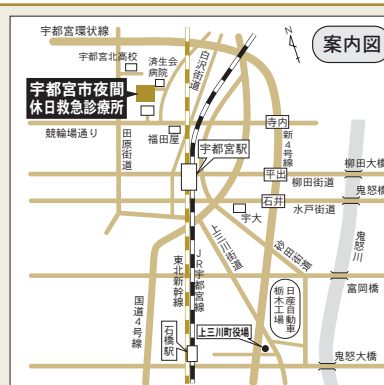 案内図
N
宇都宮環状線
宇都宮北高校
済生会
病院
白沢街道
宇都宮市夜間
休日救急診療所
競輪場通り
田原街道
福田屋
宇都宮駅
寺内
新4号線
柳田大橋
平出
柳田街道
鬼怒橋
石井
水戸街道
宇大
鬼怒川
上三川街道
砂田街道
富岡橋
国道4号線
東北新幹線
JR宇都宮線
日産自動車
栃木工場
石橋駅
上三川町役場
鬼怒大橋